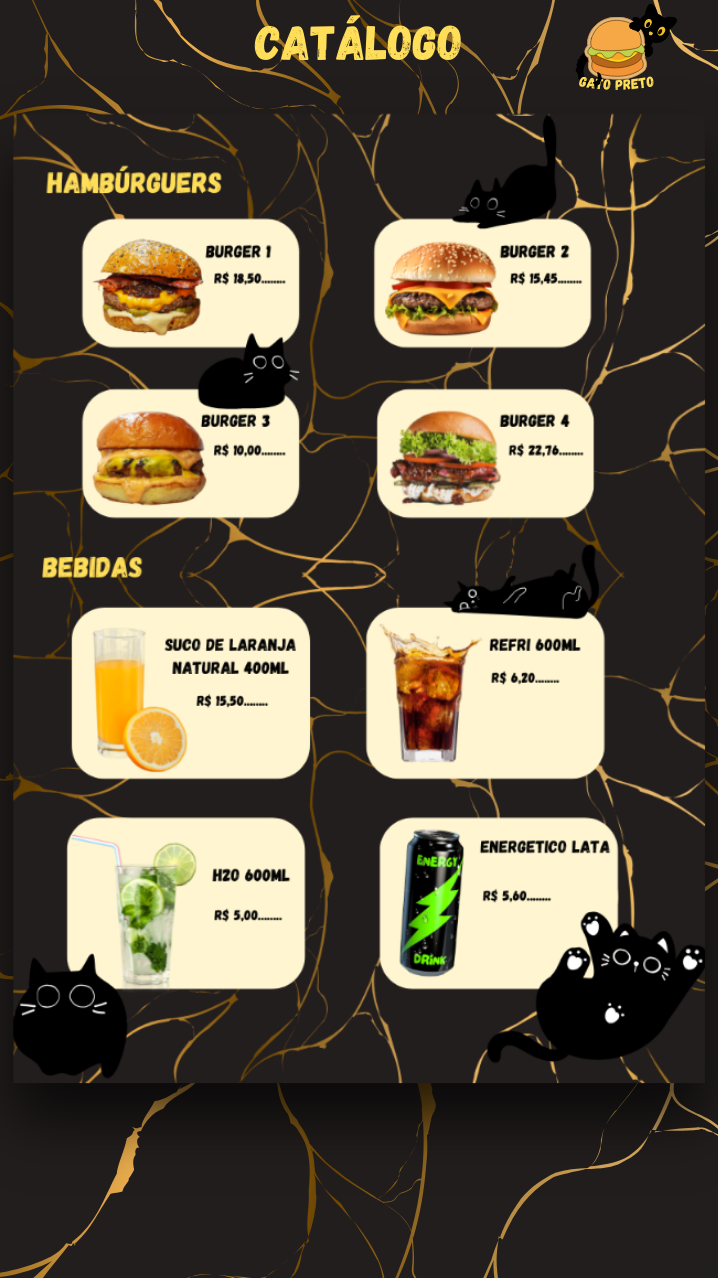 CATÁLOGO
GATO PRETO
HAMBÚRGUERS
BURGER 1
R$ 18,50........
BURGER 2
R$ 15,45........
BURGER 3
R$ 10,00........
BURGER 4
R$ 22,76........
BEBIDAS
SUCO DE LARANJA
NATURAL 400ML
R$ 15,50........
REFRI 600ML
R$ 6,20........
H2O 600ML
R$ 5,00........
ENERGETICO LATA
R$ 5,60........
ENERGY
DRINK